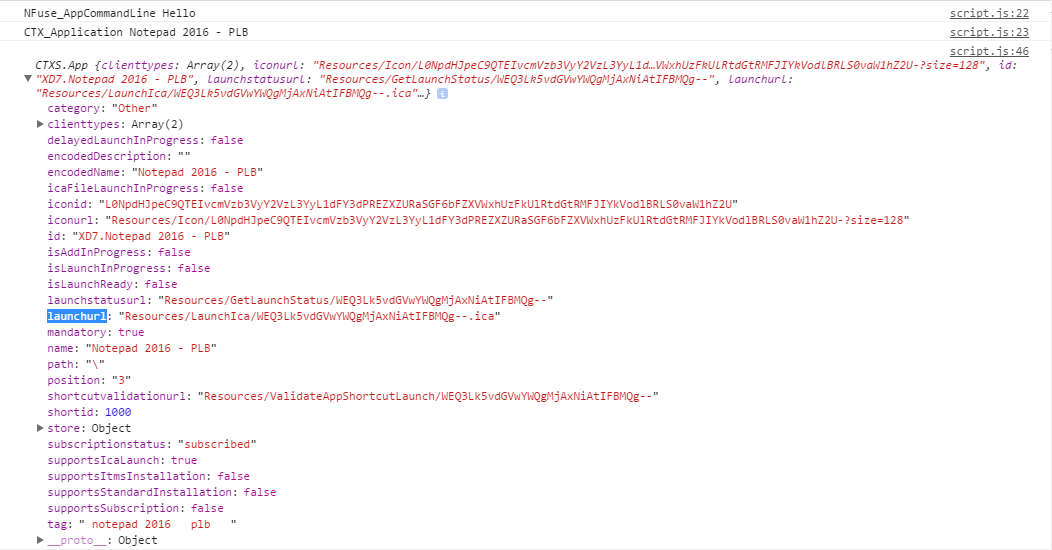 NFuse_AppCommandLine Hello script.js:22
CTX_Application Notepad 2016 - PLB script.js:23
script.js:46
CTXS.App {clienttypes: Array(2), iconurl: "Resources/Icon/L0NpdHJpeC9QTEIvcmVzb3VyY2VzL3YyL1d…VWxhUzFkUlRtdGtRMFJIYkVodlBRLS0vaW1hZ2U-?size=128", id:
"XD7.Notepad 2016 - PLB", launchstatusurl: "Resources/GetLaunchStatus/WEQ3Lk5vdGVwYWQgMjAxNiAtIFBMQg--", launchurl:
"Resources/LaunchIca/WEQ3Lk5vdGVwYWQgMjAxNiAtIFBMQg--.ica"…}
category: "Other"
clienttypes: Array(2)
delayedLaunchInProgress: false
encodedDescription: ""
encodedName: "Notepad 2016 - PLB"
icaFileLaunchInProgress: false
iconid: "L0NpdHJpeC9QTEIvcmVzb3VyY2VzL3YyL1dFY3dPREZXZURaSGF6bFZXVWxhUzFkUlRtdGtRMFJIYkVodlBRLS0vaW1hZ2U"
iconurl: "Resources/Icon/L0NpdHJpeC9QTEIvcmVzb3VyY2VzL3YyL1dFY3dPREZXZURaSGF6bFZXVWxhUzFkUlRtdGtRMFJIYkVodlBRLS0vaW1hZ2U-?size=128"
id: "XD7.Notepad 2016 - PLB"
isAddInProgress: false
isLaunchInProgress: false
isLaunchReady: false
launchstatusurl: "Resources/GetLaunchStatus/WEQ3Lk5vdGVwYWQgMjAxNiAtIFBMQg--"
launchurl: "Resources/LaunchIca/WEQ3Lk5vdGVwYWQgMjAxNiAtIFBMQg--.ica"
mandatory: true
name: "Notepad 2016 - PLB"
path: "\"
position: "3"
shortcutvalidationurl: "Resources/ValidateAppShortcutLaunch/WEQ3Lk5vdGVwYWQgMjAxNiAtIFBMQg--"
shortid: 1000
store: Object
subscriptionstatus: "subscribed"
supportsIcaLaunch: true
supportsItmsInstallation: false
supportsStandardInstallation: false
supportsSubscription: false
tag: " notepad 2016   plb   "
__proto__: Object